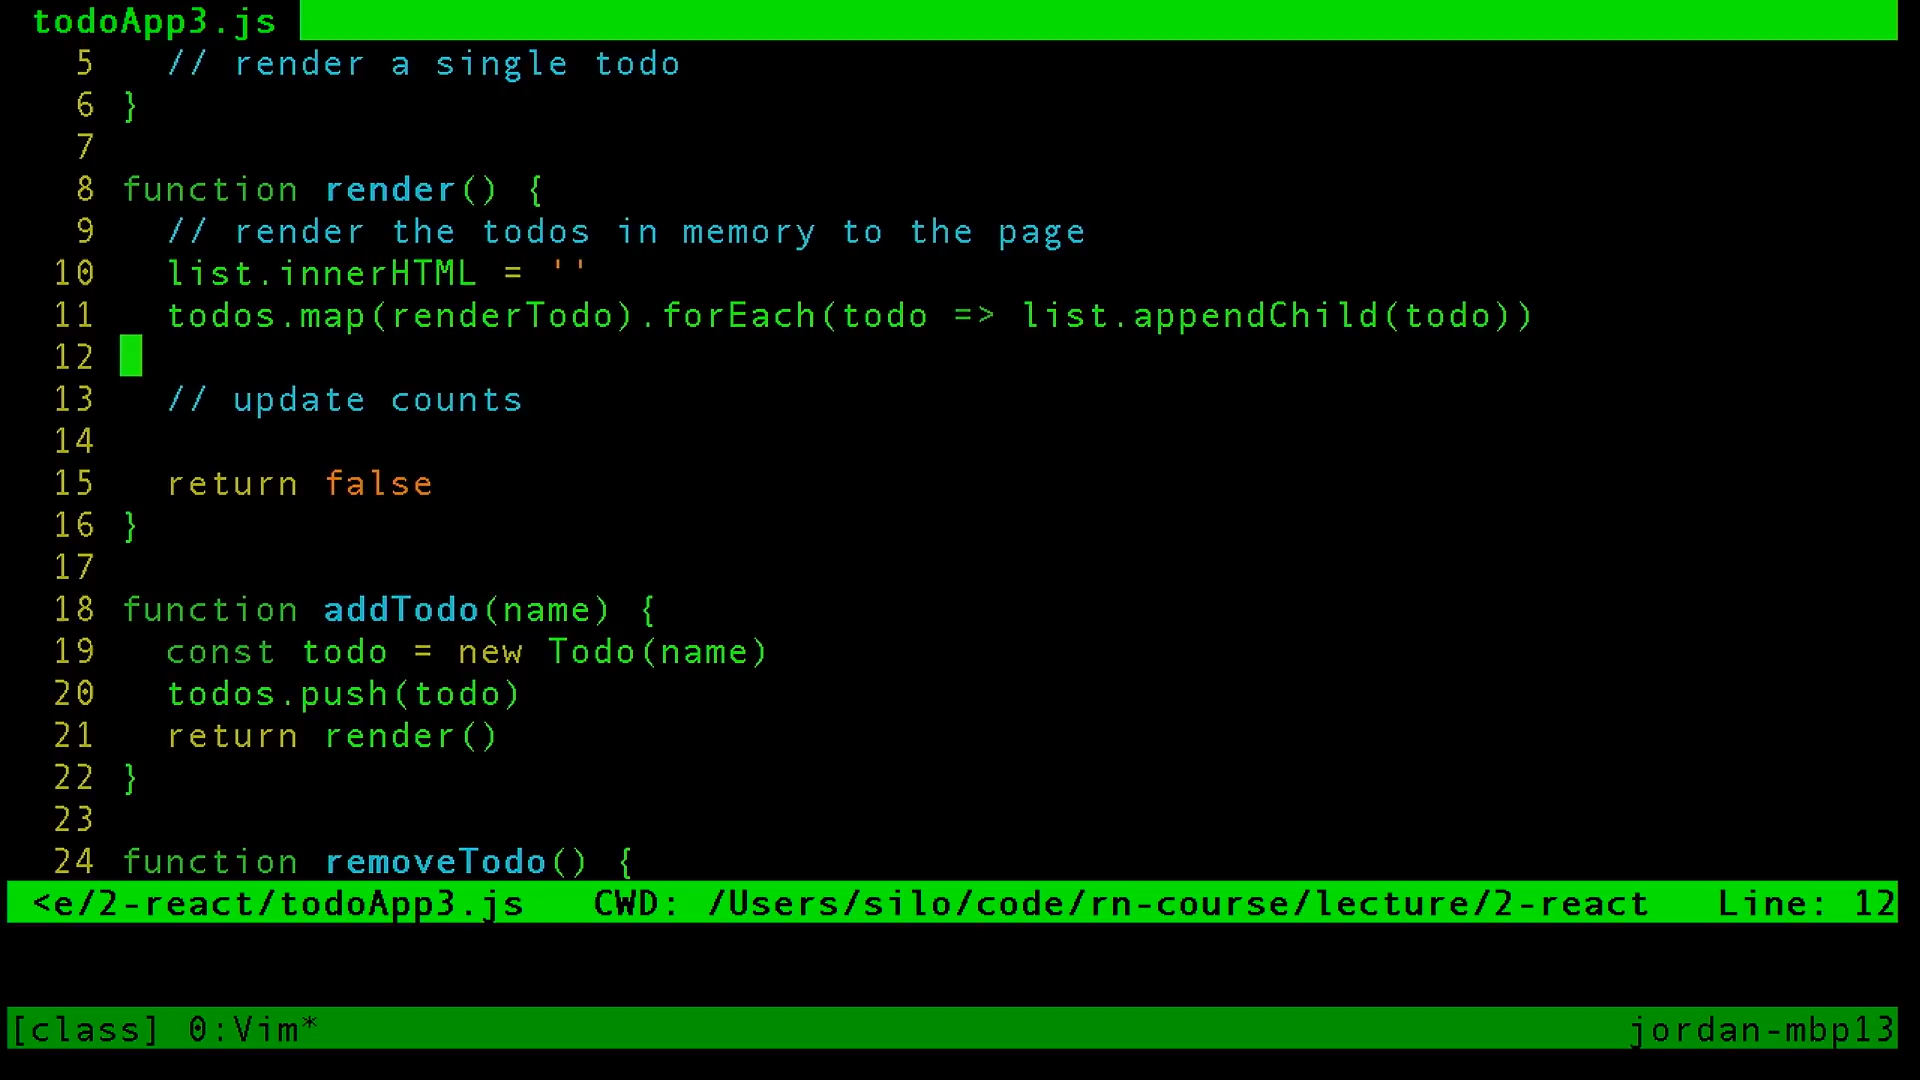 todoApp3.js
5   // render a single todo
6 }
7
8 function render() {
9   // render the todos in memory to the page
10   list.innerHTML = ''
11   todos.map(renderTodo).forEach(todo => list.appendChild(todo))
12
13   // update counts
14
15   return false
16 }
17
18 function addTodo(name) {
19   const todo = new Todo(name)
20   todos.push(todo)
21   return render()
22 }
23
24 function removeTodo() {
<e/2-react/todoApp3.js   CWD: /Users/silo/code/rn-course/lecture/2-react   Line: 12
[class] 0:Vim*   jordan-mbp13